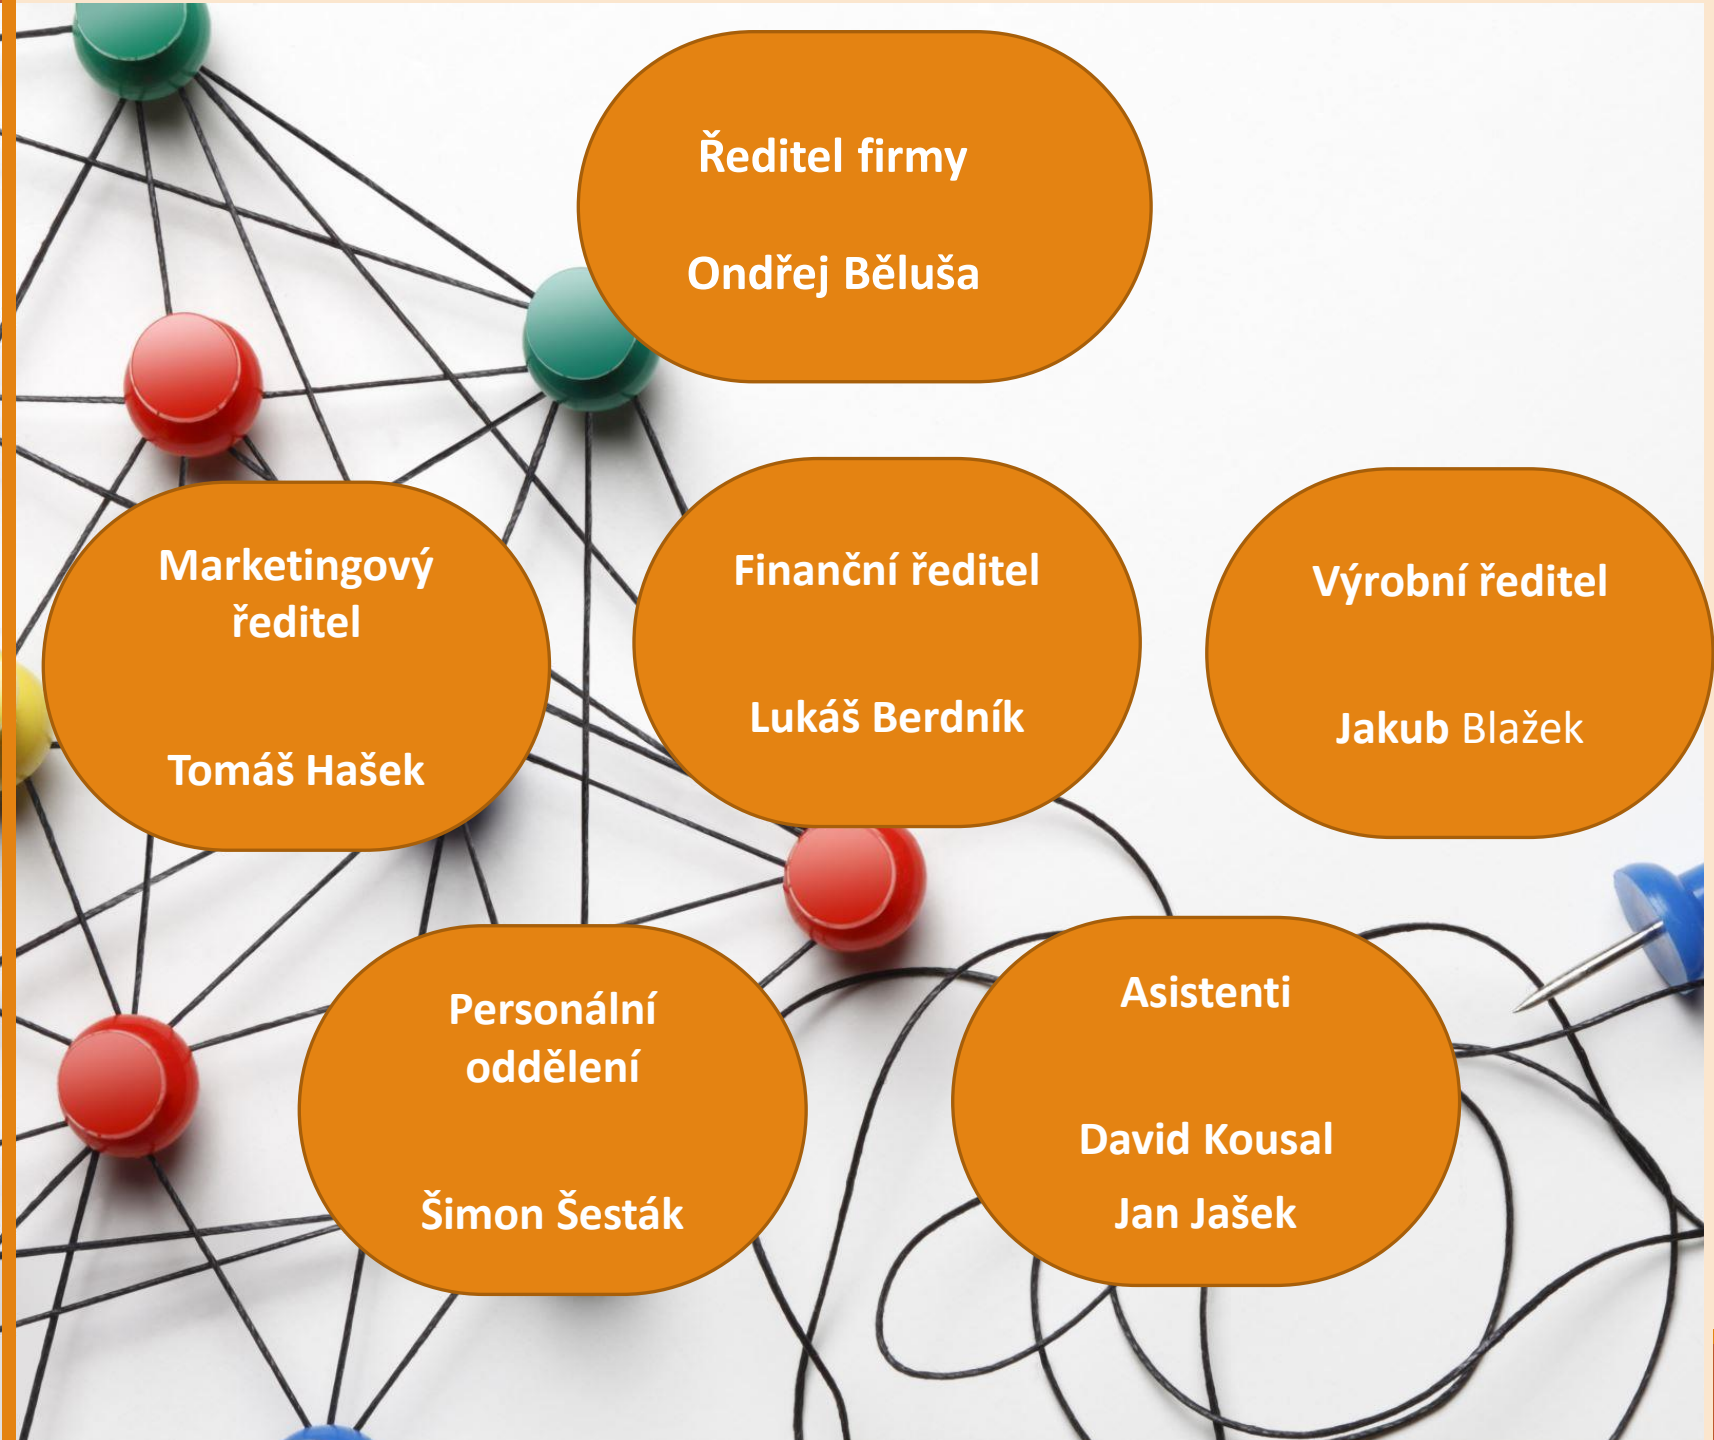 Ředitel firmy
Ondřej Běluša
Marketingový
ředitel
Tomáš Hašek
Finanční ředitel
Lukáš Berdník
Výrobní ředitel
Jakub Blažek
Personální
oddělení
Šimon Šesták
Asistenti
David Kousal
Jan Jašek